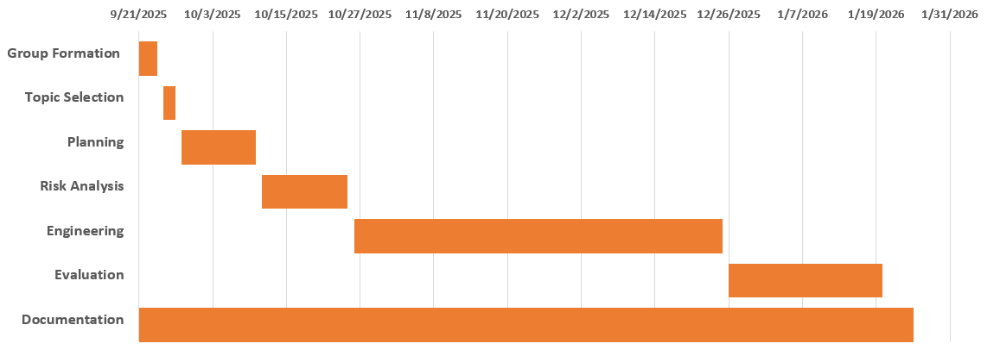 9/21/2025 10/3/2025 10/15/2025 10/27/2025 11/8/2025 11/20/2025 12/2/2025 12/14/2025 12/26/2025 1/7/2026 1/19/2026 1/31/2026
Group Formation
Topic Selection
Planning
Risk Analysis
Engineering
Evaluation
Documentation